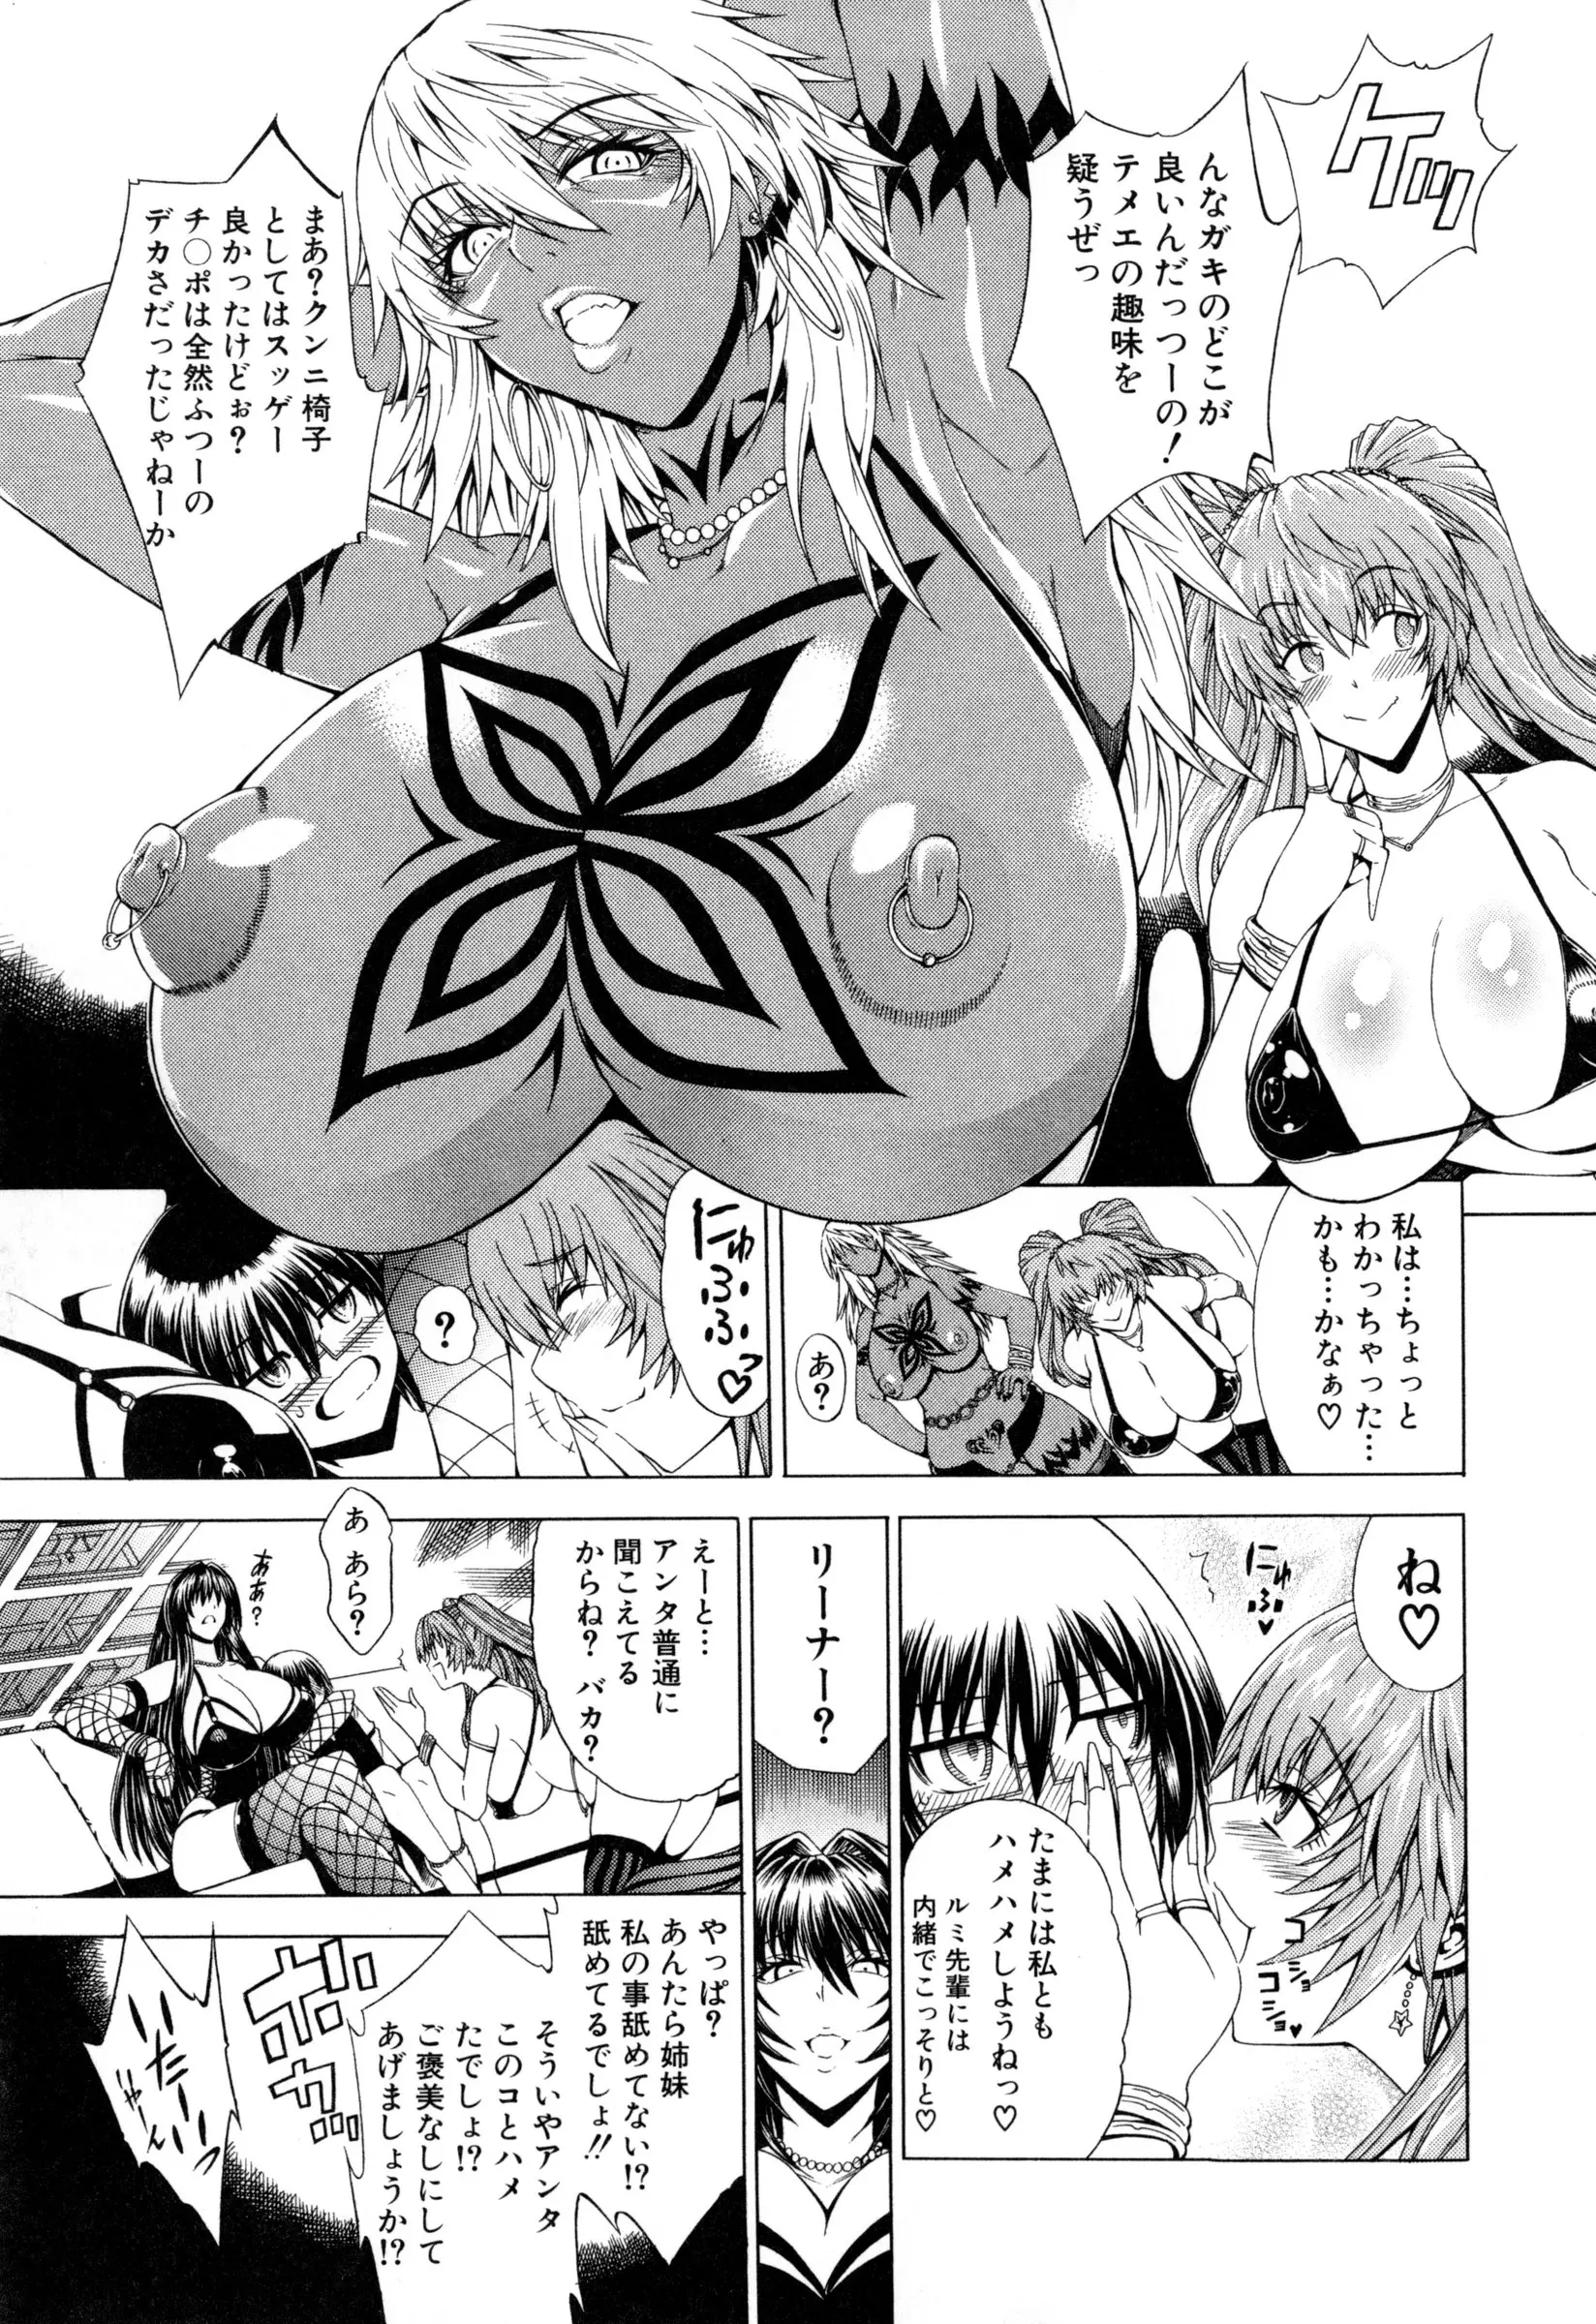 ケッ
んなガキのどこが
良いんだっつーの!
テメエの趣味を
疑うぜっ
まあ?クンニ椅子
としてはスッゲー
良かったけどぉ?
チ〇ポは全然ふつーの
デカさだったじゃねーか
私は…ちょっと
わかっちゃった…
かも…かなぁ♡
あ?
にゅふふふっ♡
?
ね♡
にゅふ♥
たまには私とも
ハメハメしようねっ♡
ルミ先輩には
内緒でこっそりと♡
コショコショ♥
リーナー?
えーと…
アンタ普通に
聞こえてる
からね? バカ?
あ あら?
ああ?
やっぱ?
あんたら姉妹
私の事舐めてない!?
舐めてるでしょ!!
そういやアンタ
このコとハメ
たでしょ!?
ご褒美なしにして
あげましょうか!?
ボカッ
いたーい